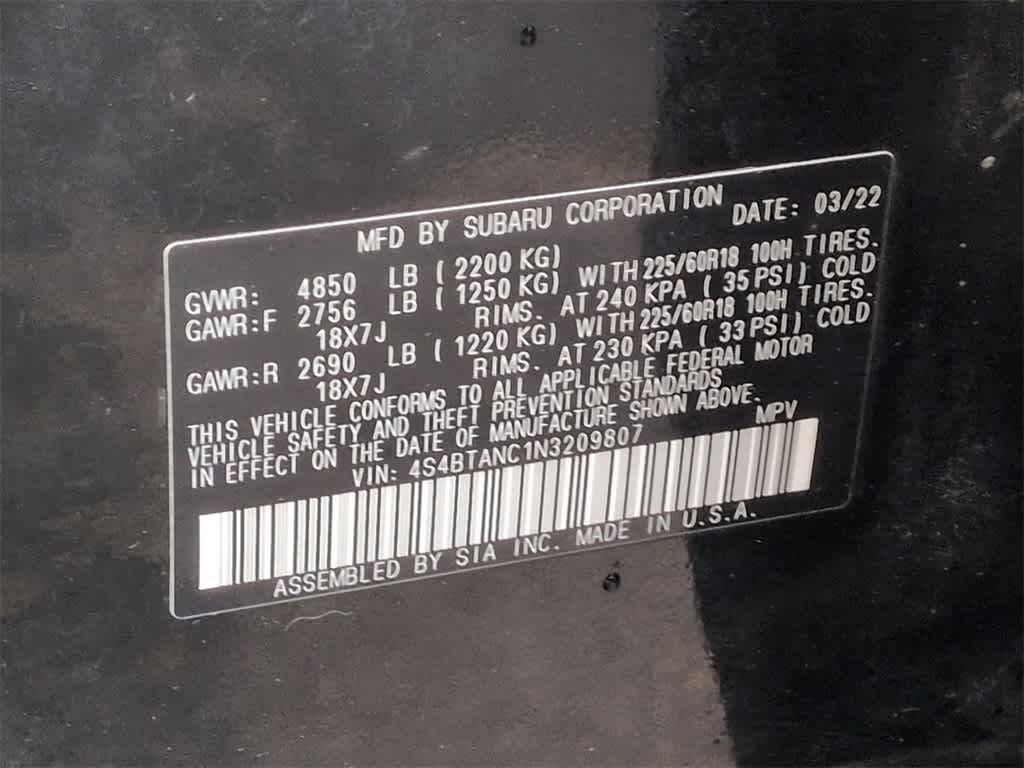 MFD BY SUBARU CORPORATION DATE: 03/22
GVWR: 4850 LB (2200 KG)
GAWR:F 2756 LB (1250 KG) WITH 225/60R18 100H TIRES.
18X7J RIMS. AT 240 KPA (35 PSI) COLD
GAWR:R 2690 LB (1220 KG) WITH 225/60R18 100H TIRES.
18X7J RIMS. AT 230 KPA (33 PSI) COLD
THIS VEHICLE CONFORMS TO ALL APPLICABLE FEDERAL MOTOR
VEHICLE SAFETY AND THEFT PREVENTION STANDARDS
IN EFFECT ON THE DATE OF MANUFACTURE SHOWN ABOVE.
VIN: 4S4BTANC1N3209807 MPV
ASSEMBLED BY SIA INC. MADE IN U.S.A.